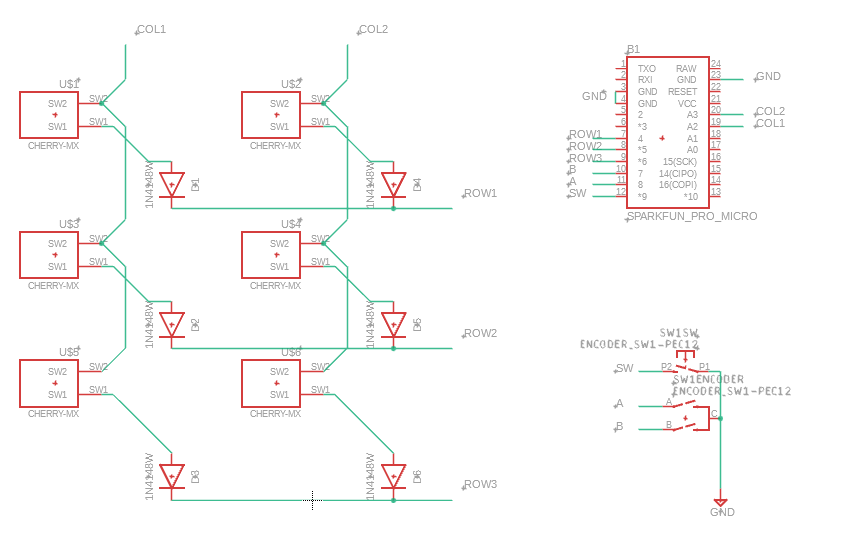 COL1
COL2
U$1
SW2
SW2
SW1
SW1
CHERRY-MX
1N4148W
D1
U$2
SW2
SW2
SW1
SW1
CHERRY-MX
1N4148W
D4
ROW1
U$3
SW2
SW2
SW1
SW1
CHERRY-MX
1N4148W
D2
U$4
SW2
SW2
SW1
SW1
CHERRY-MX
1N4148W
D5
ROW2
U$5
SW2
SW2
SW1
SW1
CHERRY-MX
1N4148W
D3
U$6
SW2
SW2
SW1
SW1
CHERRY-MX
1N4148W
D6
ROW3
B1
1 TXO RAW 24
2 RXI GND 23 GND
GND 3 GND RESET 22
4 GND VCC 21
5 2 A3 20 COL2
6 *3 A2 19 COL1
ROW1 7 4 A1 18
ROW2 8 *5 A0 17
ROW3 9 *6 15(SCK) 16
B 10 7 14(CIPO) 15
A 11 8 16(COPI) 14
SW 12 *9 *10 13
SPARKFUN_PRO_MICRO
SW1SW
ENCODER_SW1-PEC12
SW P2 P1
SW1ENCODER
ENCODER_SW1-PEC12
A A
C
B B
GND